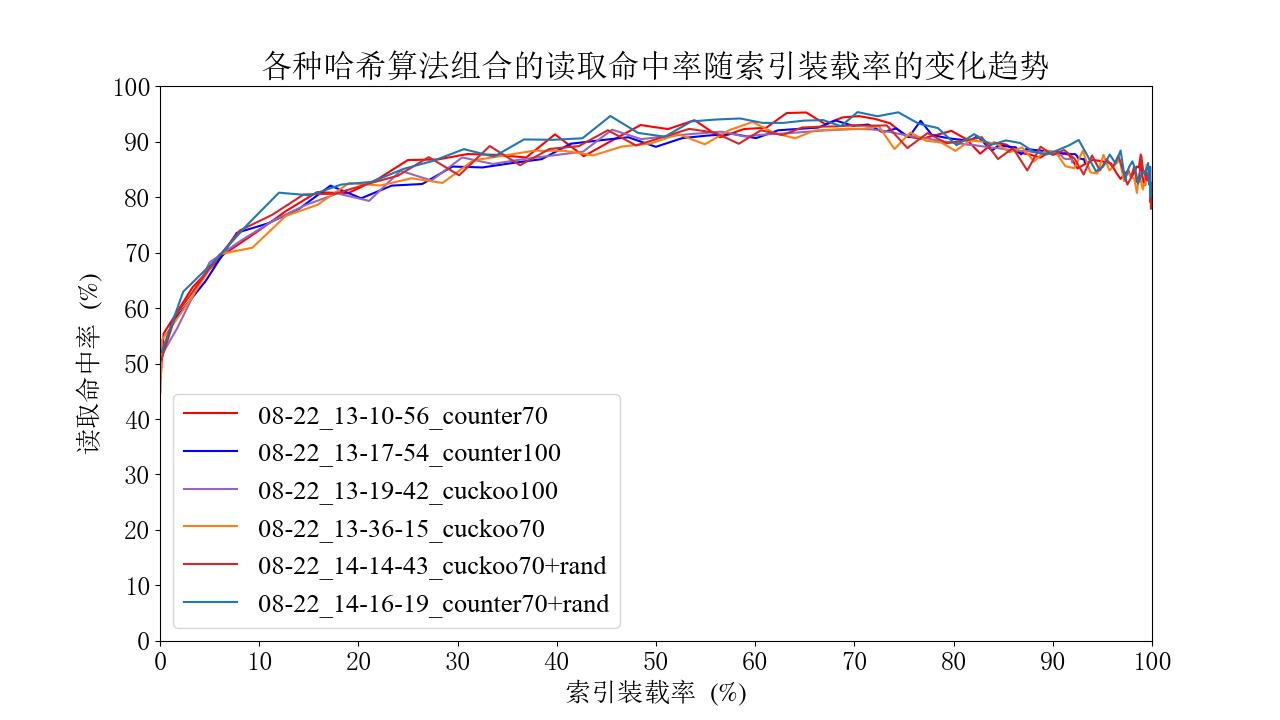 各种哈希算法组合的读取命中率随索引装载率的变化趋势
100
90
80
70
60
50
40
30
20
10
0
读取命中率 (%)
08-22_13-10-56_counter70
08-22_13-17-54_counter100
08-22_13-19-42_cuckoo100
08-22_13-36-15_cuckoo70
08-22_14-14-43_cuckoo70+rand
08-22_14-16-19_counter70+rand
0 10 20 30 40 50 60 70 80 90 100
索引装载率 (%)